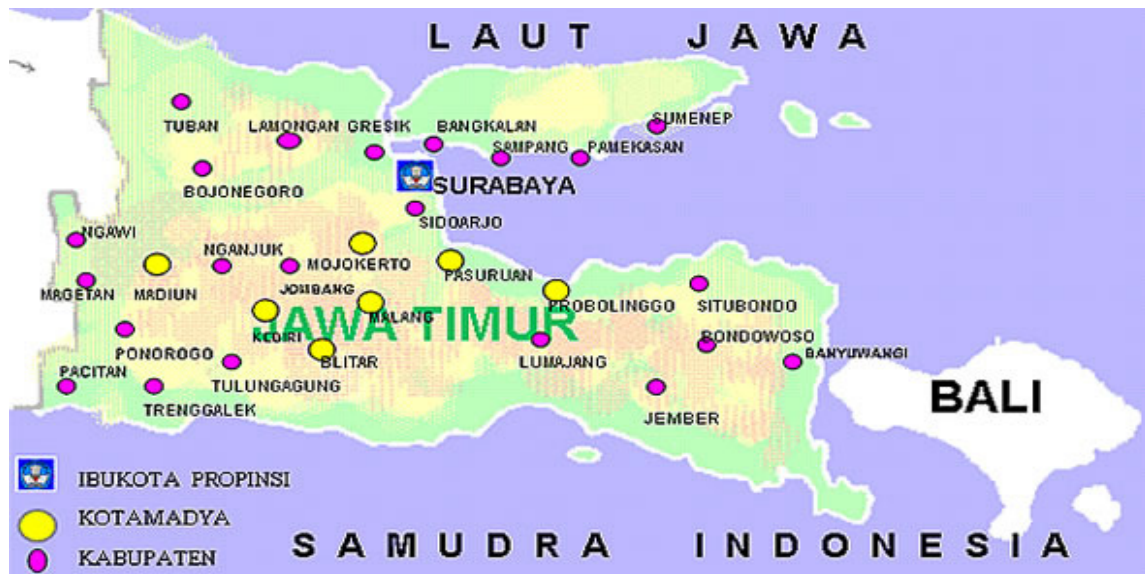 LAUT JAWA
TUBAN
LAMONGAN
GRESIK
BANGKALAN
SAMPANG
PAMEKASAN
SUMENEP
BOJONEGORO
SURABAYA
SIDOARJO
NGAWI
NGANJUK
MOJOKERTO
PASURUAN
MAGETAN
MADIUN
JOMBANG
MALANG
PROBOLINGGO
SITUBONDO
JAWA TIMUR
KEDIRI
PONOROGO
BLITAR
LUMAJANG
BONDOWOSO
BANYUWANGI
PACITAN
TULUNGAGUNG
TRENGGALEK
JEMBER
BALI
IBUKOTA PROPINSI
KOTAMADYA
KABUPATEN
SAMUDRA INDONESIA